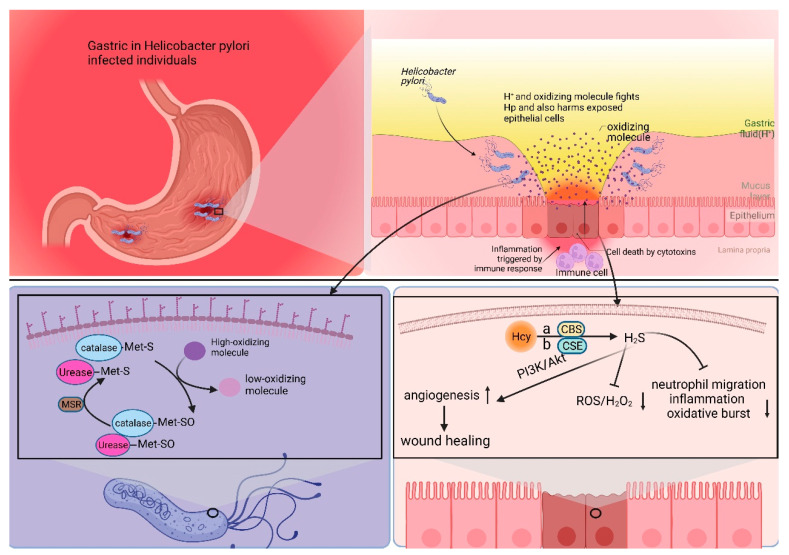 Gastric in Helicobacter pylori
infected individuals
Helicobacter
pylori
H⁺ and oxidizing molecule fights
Hp and also harms exposed
epithelial cells
oxidizing
molecule
Gastric
fluid(H⁺)
Mucus
layer
Epithelium
Lamina propria
Inflammation
triggered by
immune response
Cell death by cytotoxins
Immune cell
catalase-Met-S
Urease-Met-S
MSR
catalase-Met-SO
Urease-Met-SO
High-oxidizing
molecule
low-oxidizing
molecule
Hcy
a
CBS
b
CSE
H₂S
PI3K/Akt
angiogenesis
wound healing
ROS/H₂O₂
neutrophil migration
inflammation
oxidative burst